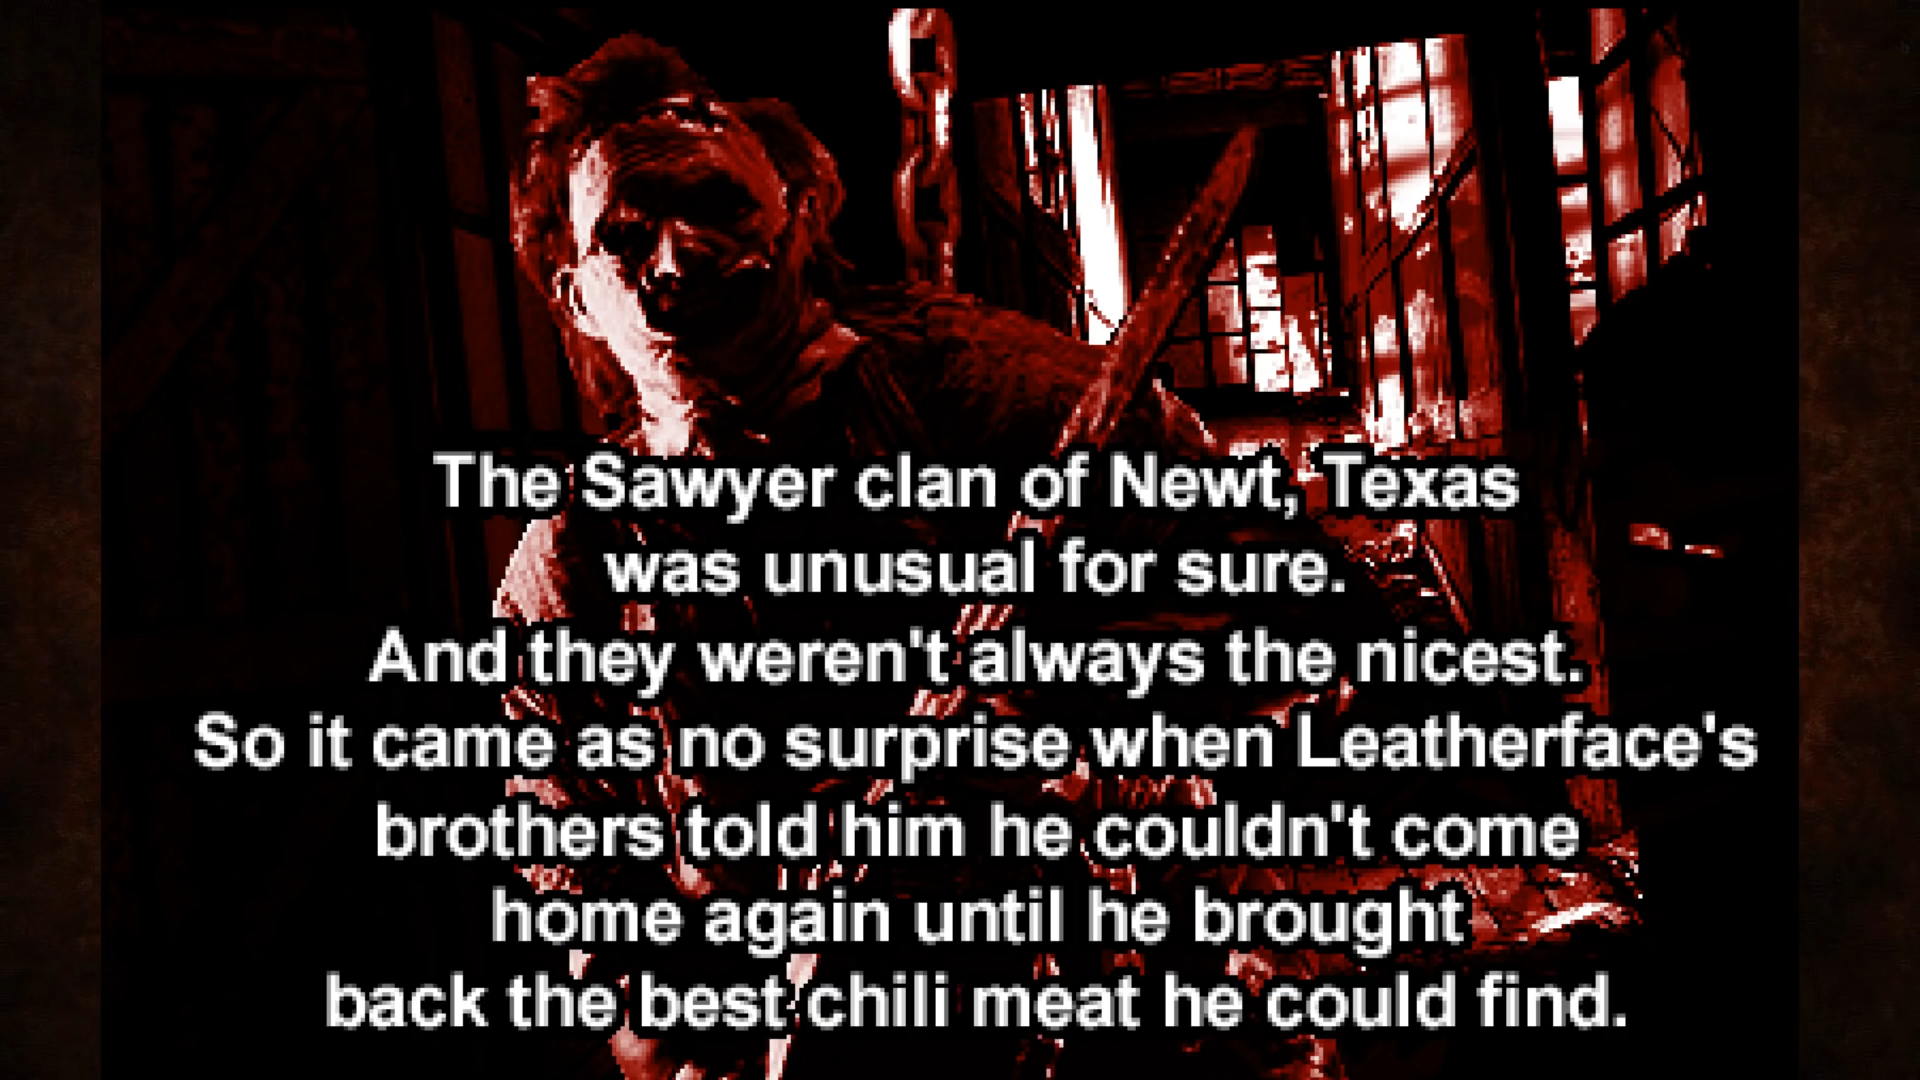 The Sawyer clan of Newt, Texas
was unusual for sure.
And they weren't always the nicest.
So it came as no surprise when Leatherface's
brothers told him he couldn't come
home again until he brought
back the best chili meat he could find.